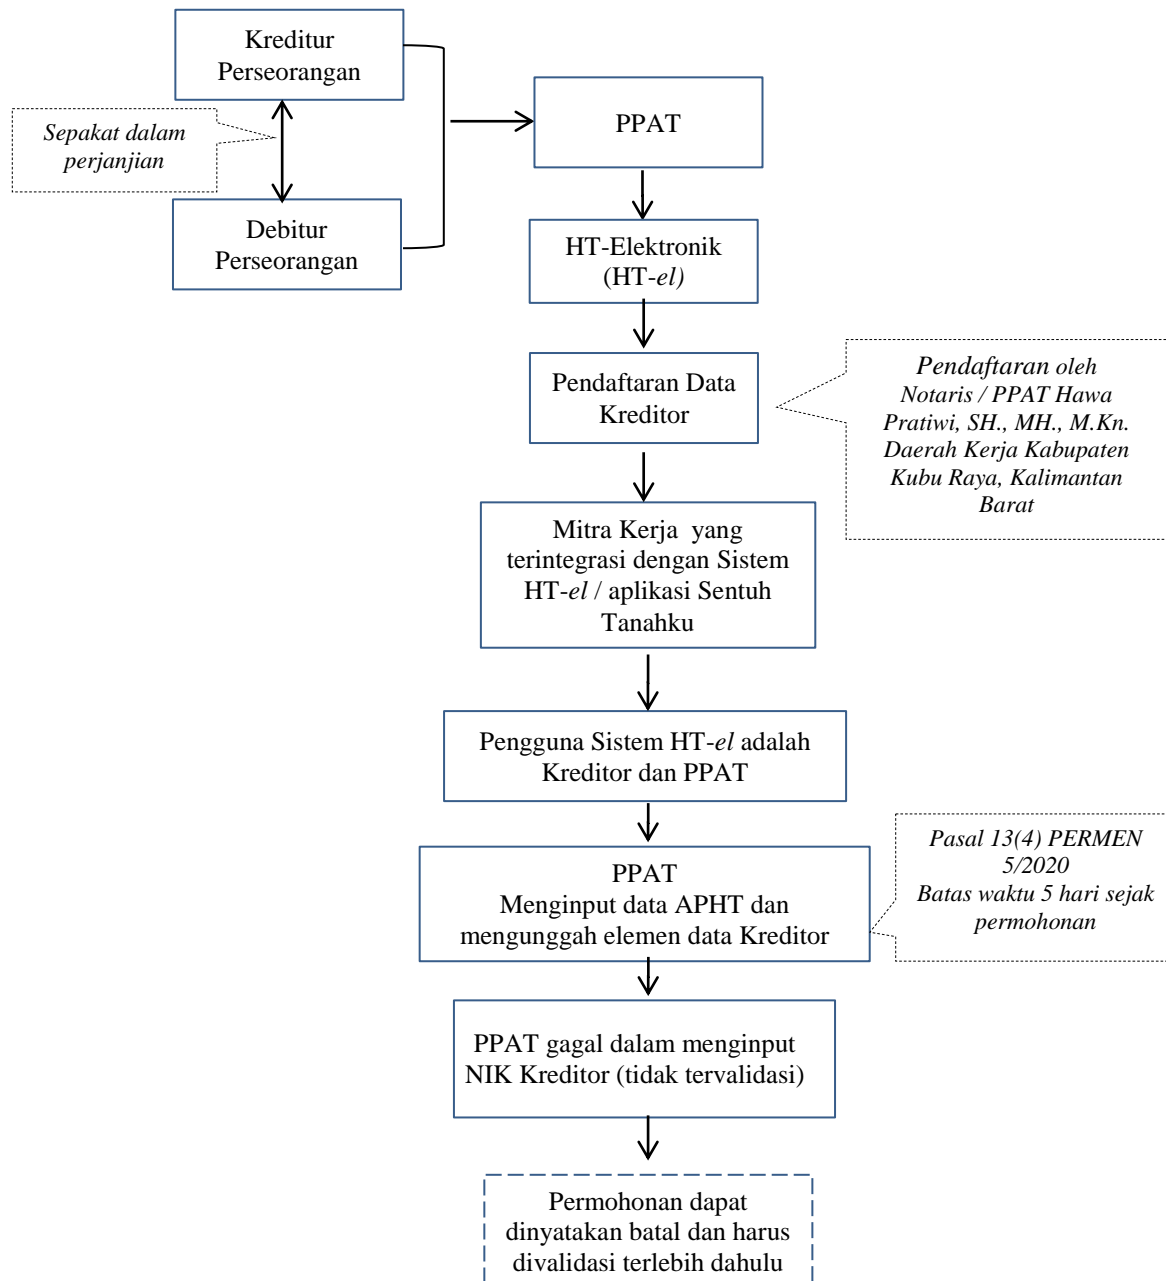 Kreditur
Perseorangan
Sepakat dalam
perjanjian
PPAT
Debitur
Perseorangan
HT-Elektronik
(HT-el)
Pendaftaran Data
Kreditor
Pendaftaran oleh
Notaris / PPAT Hawa
Pratiwi, SH., MH., M.Kn.
Daerah Kerja Kabupaten
Kubu Raya, Kalimantan
Barat
Mitra Kerja yang
terintegrasi dengan Sistem
HT-el / aplikasi Sentuh
Tanahku
Pengguna Sistem HT-el adalah
Kreditor dan PPAT
PPAT
Menginput data APHT dan
mengunggah elemen data Kreditor
Pasal 13(4) PERMEN
5/2020
Batas waktu 5 hari sejak
permohonan
PPAT gagal dalam menginput
NIK Kreditor (tidak tervalidasi)
Permohonan dapat
dinyatakan batal dan harus
divalidasi terlebih dahulu